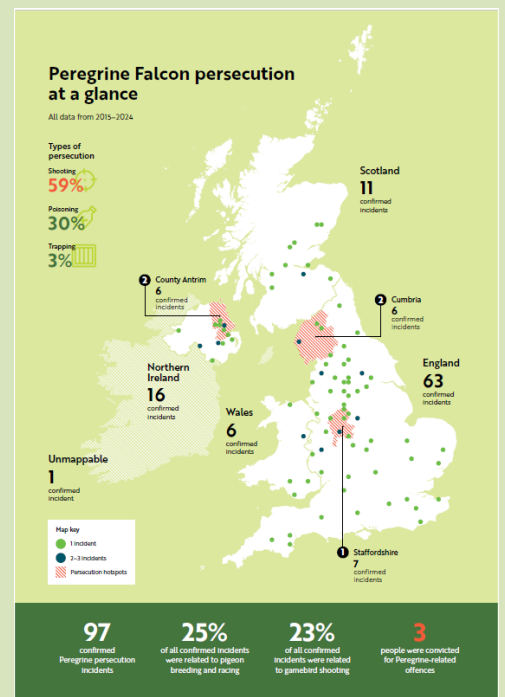 Peregrine Falcon persecution
at a glance
All data from 2015–2024
Types of
persecution
Shooting
59%
Poisoning
30%
Trapping
3%
Scotland
11
confirmed
incidents
2 County Antrim
6
confirmed
incidents
2 Cumbria
6
confirmed
incidents
Northern
Ireland
16
confirmed
incidents
England
63
confirmed
incidents
Wales
6
confirmed
incidents
Unmappable
1
confirmed
incident
Map key
1 incident
2–3 incidents
Persecution hotspots
1 Staffordshire
7
confirmed
incidents
97
confirmed
Peregrine persecution
incidents
25%
of all confirmed incidents
were related to pigeon
breeding and racing
23%
of all confirmed
incidents were related
to gamebird shooting
3
people were convicted
for Peregrine-related
offences